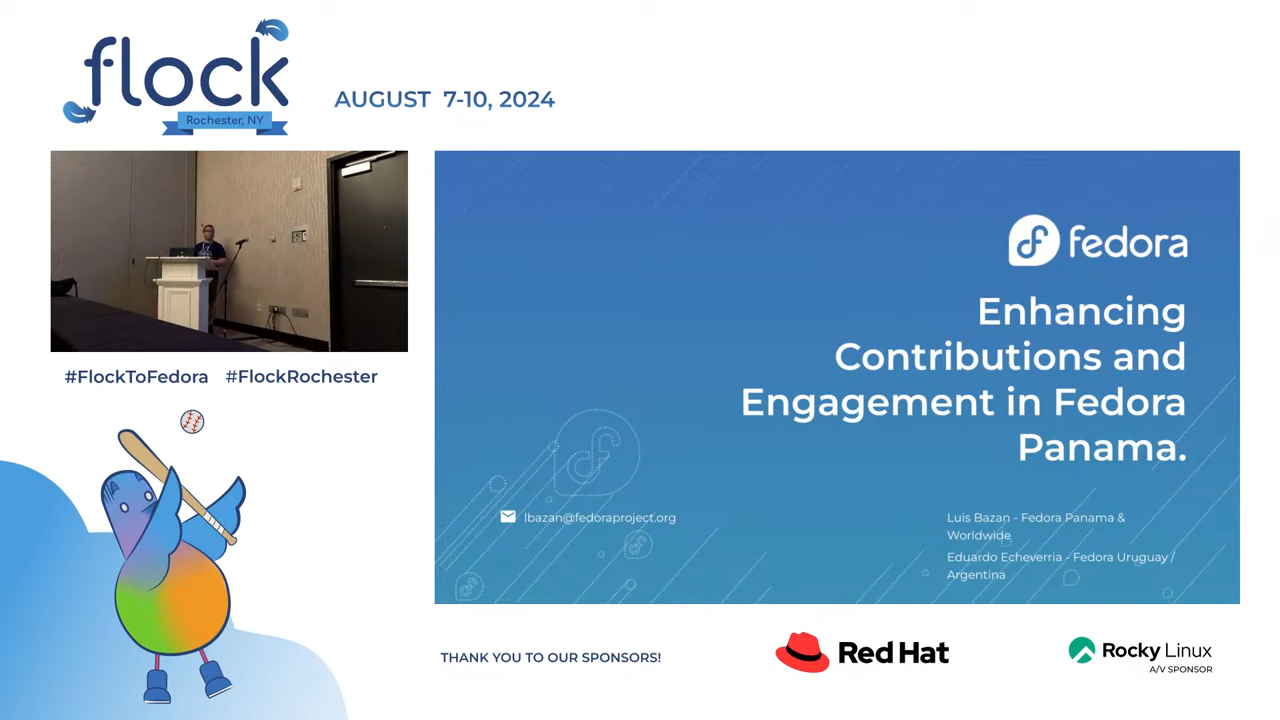 flock
Rochester, NY
AUGUST 7-10, 2024
#FlockToFedora #FlockRochester
fedora
Enhancing
Contributions and
Engagement in Fedora
Panama.
lbazan@fedoraproject.org
Luis Bazan - Fedora Panama &
Worldwide
Eduardo Echeverria - Fedora Uruguay /
Argentina
THANK YOU TO OUR SPONSORS!
Red Hat
Rocky Linux
A/V SPONSOR